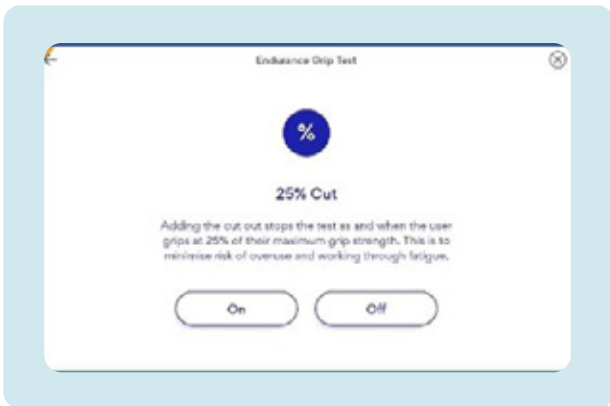 Endurance Grip Test
%
25% Cut
Adding the cut out stops the test as and when the user
grips at 25% of their maximum grip strength. This is to
minimise risk of overuse and working through fatigue.
On Off